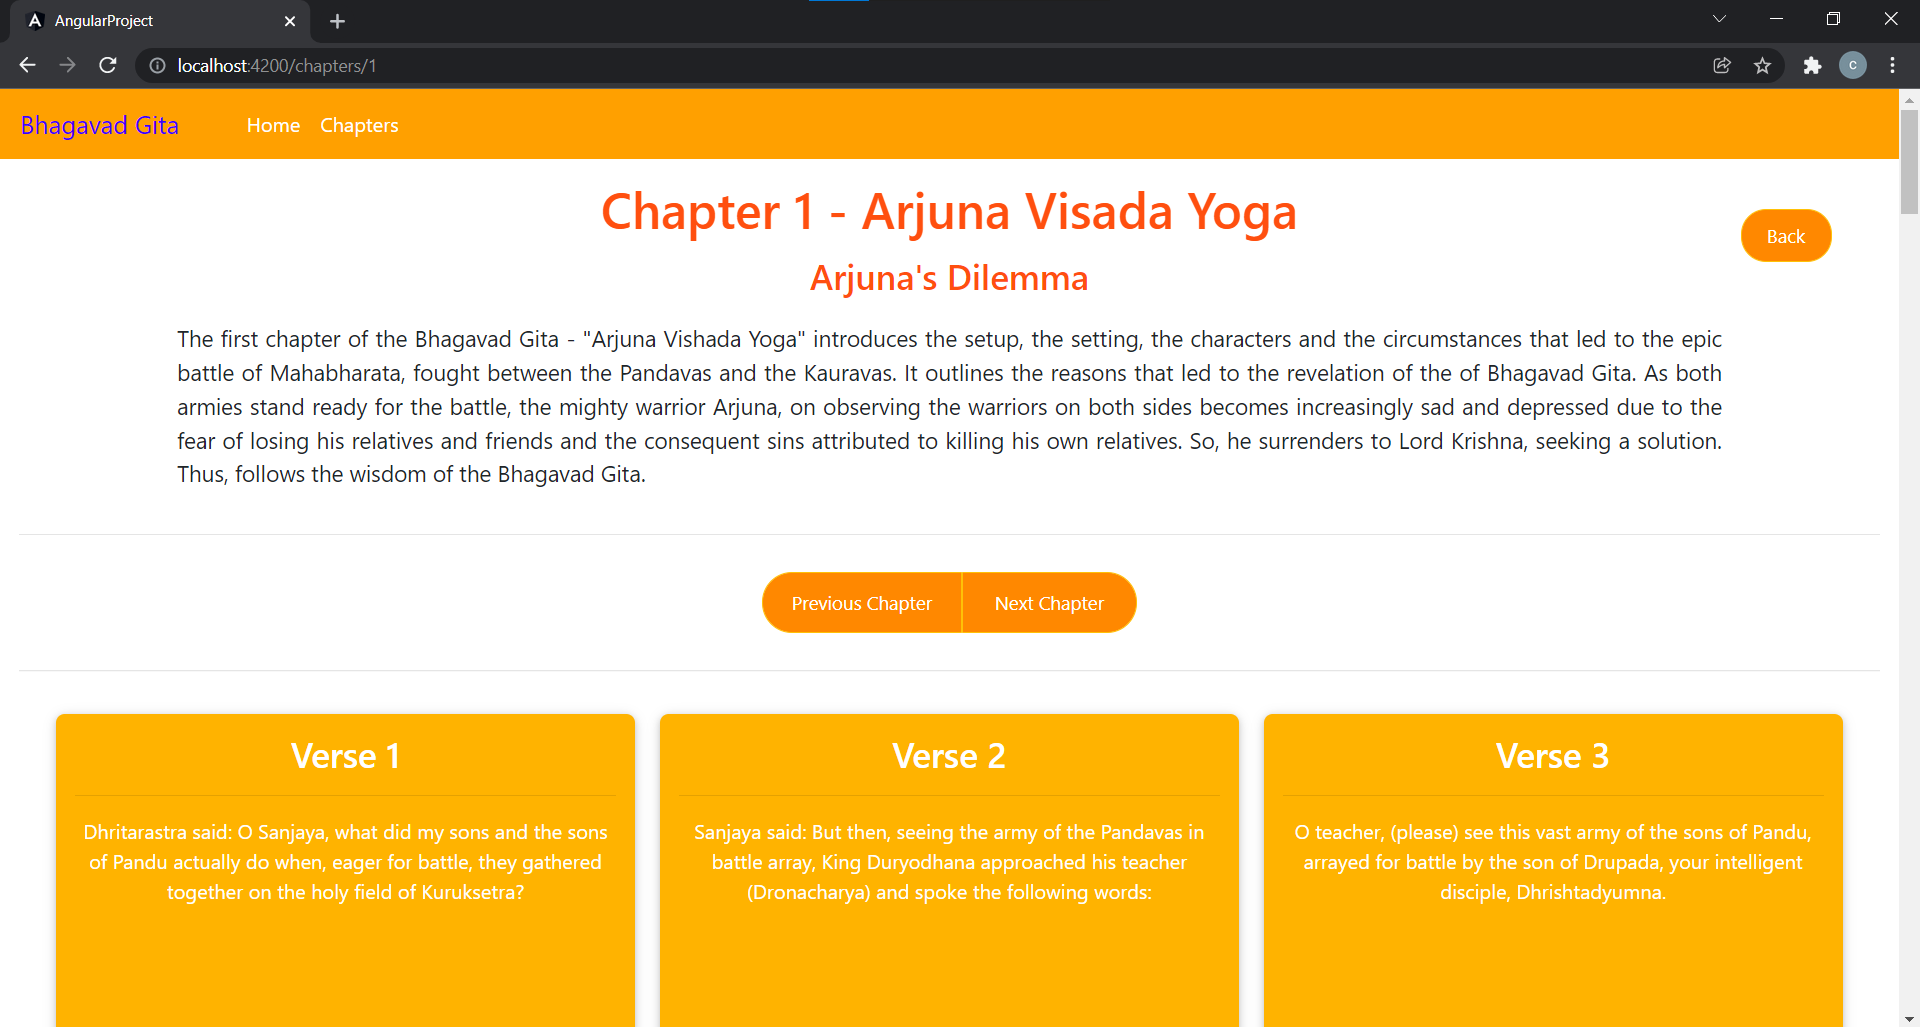 AngularProject
localhost:4200/chapters/1
C
Bhagavad Gita Home Chapters
Chapter 1 - Arjuna Visada Yoga
Back
Arjuna's Dilemma
The first chapter of the Bhagavad Gita - "Arjuna Vishada Yoga" introduces the setup, the setting, the characters and the circumstances that led to the epic
battle of Mahabharata, fought between the Pandavas and the Kauravas. It outlines the reasons that led to the revelation of the of Bhagavad Gita. As both
armies stand ready for the battle, the mighty warrior Arjuna, on observing the warriors on both sides becomes increasingly sad and depressed due to the
fear of losing his relatives and friends and the consequent sins attributed to killing his own relatives. So, he surrenders to Lord Krishna, seeking a solution.
Thus, follows the wisdom of the Bhagavad Gita.
Previous Chapter Next Chapter
Verse 1
Dhritarastra said: O Sanjaya, what did my sons and the sons
of Pandu actually do when, eager for battle, they gathered
together on the holy field of Kuruksetra?
Verse 2
Sanjaya said: But then, seeing the army of the Pandavas in
battle array, King Duryodhana approached his teacher
(Dronacharya) and spoke the following words:
Verse 3
O teacher, (please) see this vast army of the sons of Pandu,
arrayed for battle by the son of Drupada, your intelligent
disciple, Dhrishtadyumna.